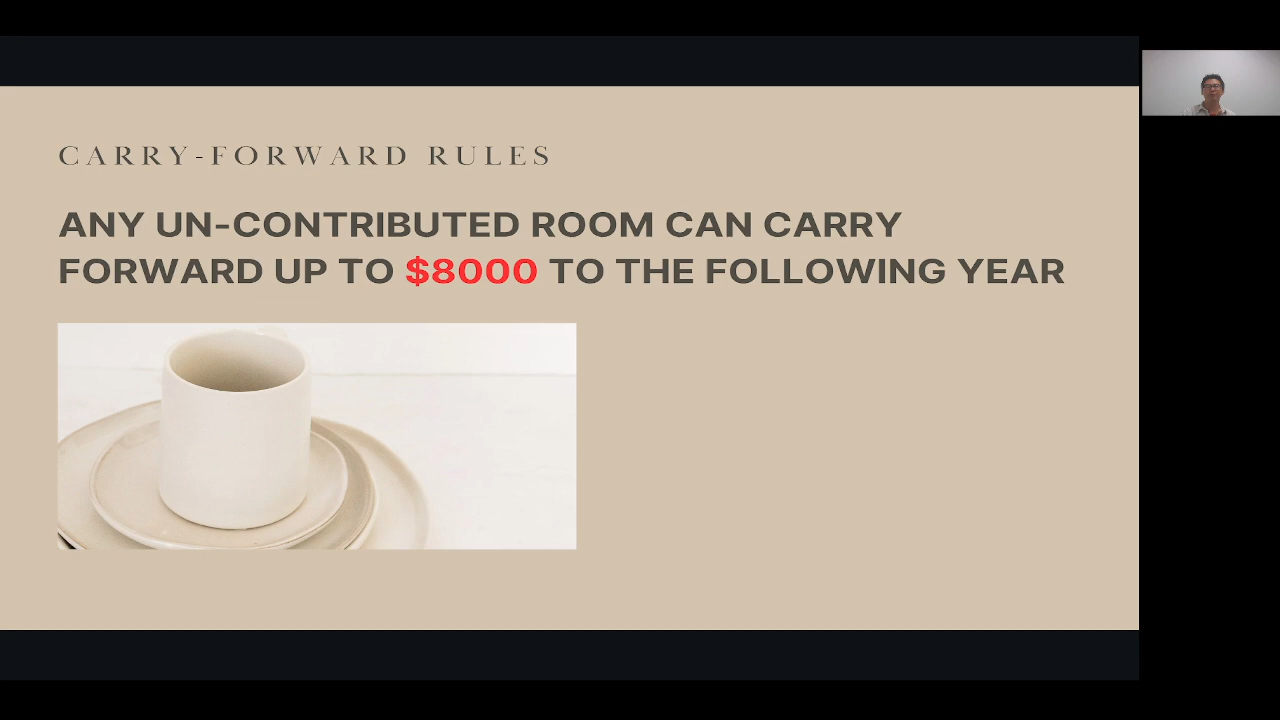 CARRY-FORWARD RULES
ANY UN-CONTRIBUTED ROOM CAN CARRY
FORWARD UP TO $8000 TO THE FOLLOWING YEAR